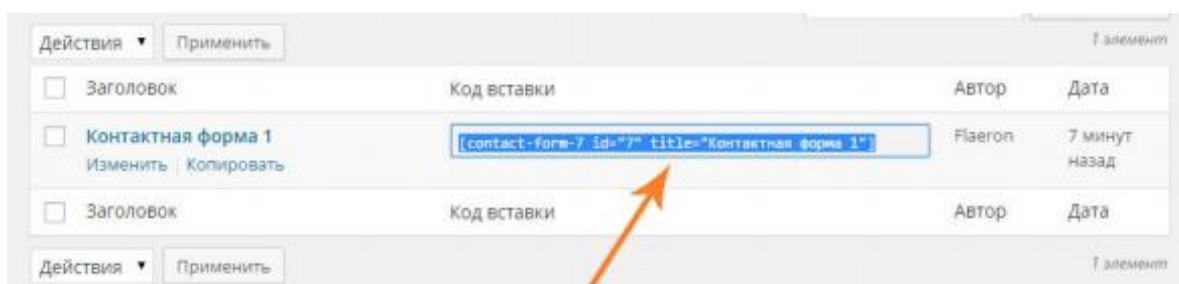 Действия ▼ Применить 1 элемент
Заголовок Код вставки Автор Дата
Контактная форма 1 [contact-form-7 id="7" title="Контактная форма 1"] Flaeron 7 минут
Изменить | Копировать назад
Заголовок Код вставки Автор Дата
Действия ▼ Применить 1 элемент